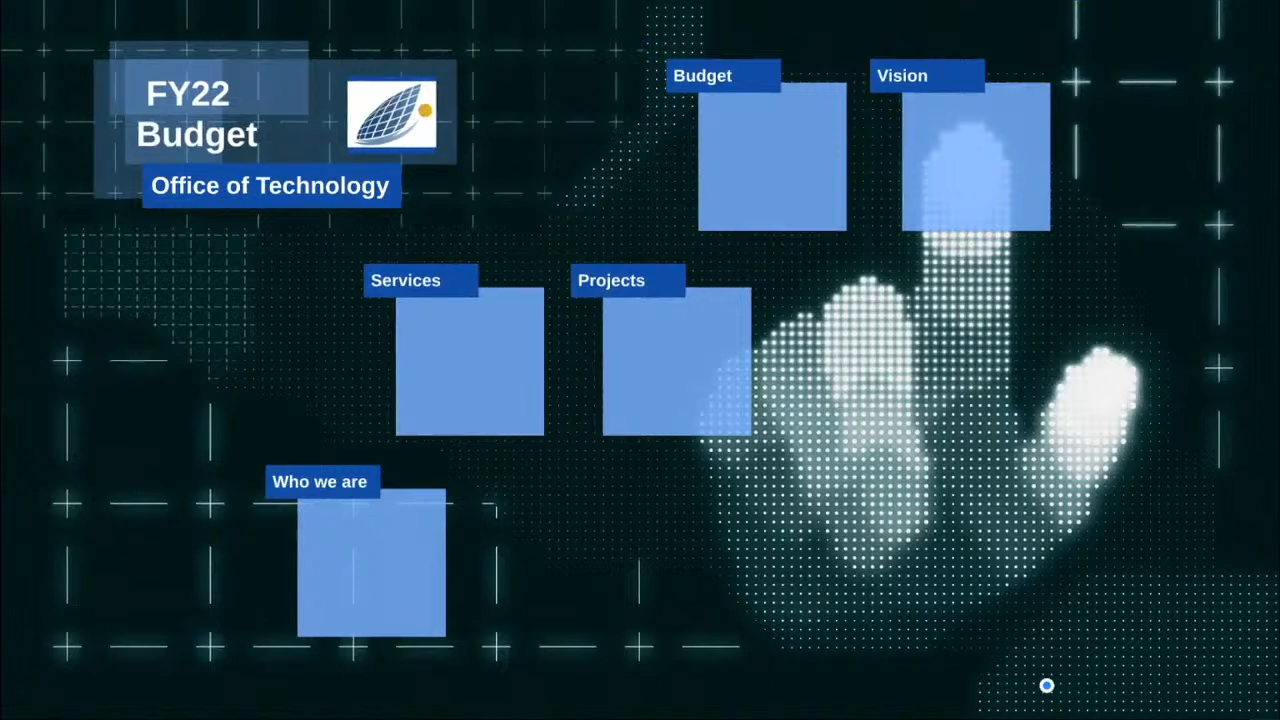 FY22
Budget
Office of Technology
Budget
Vision
Services
Projects
Who we are